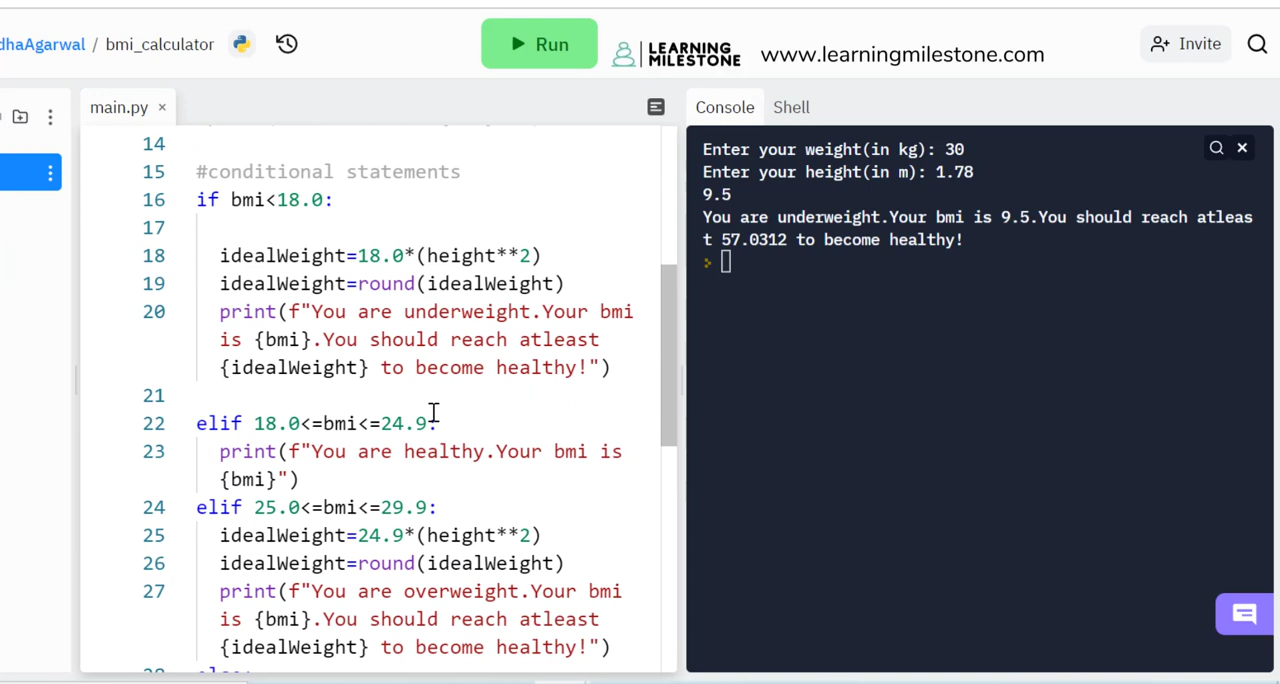 dhaAgarwal / bmi_calculator
Run
LEARNING
MILESTONE
www.learningmilestone.com
Invite
main.py ×
Console
Shell
14
15 #conditional statements
16 if bmi<18.0:
17
18 idealWeight=18.0*(height**2)
19 idealWeight=round(idealWeight)
20 print(f"You are underweight.Your bmi
is {bmi}.You should reach atleast
{idealWeight} to become healthy!")
21
22 elif 18.0<=bmi<=24.9:
23 print(f"You are healthy.Your bmi is
{bmi}")
24 elif 25.0<=bmi<=29.9:
25 idealWeight=24.9*(height**2)
26 idealWeight=round(idealWeight)
27 print(f"You are overweight.Your bmi
is {bmi}.You should reach atleast
{idealWeight} to become healthy!")
Enter your weight(in kg): 30
Enter your height(in m): 1.78
9.5
You are underweight.Your bmi is 9.5.You should reach atleas
t 57.0312 to become healthy!